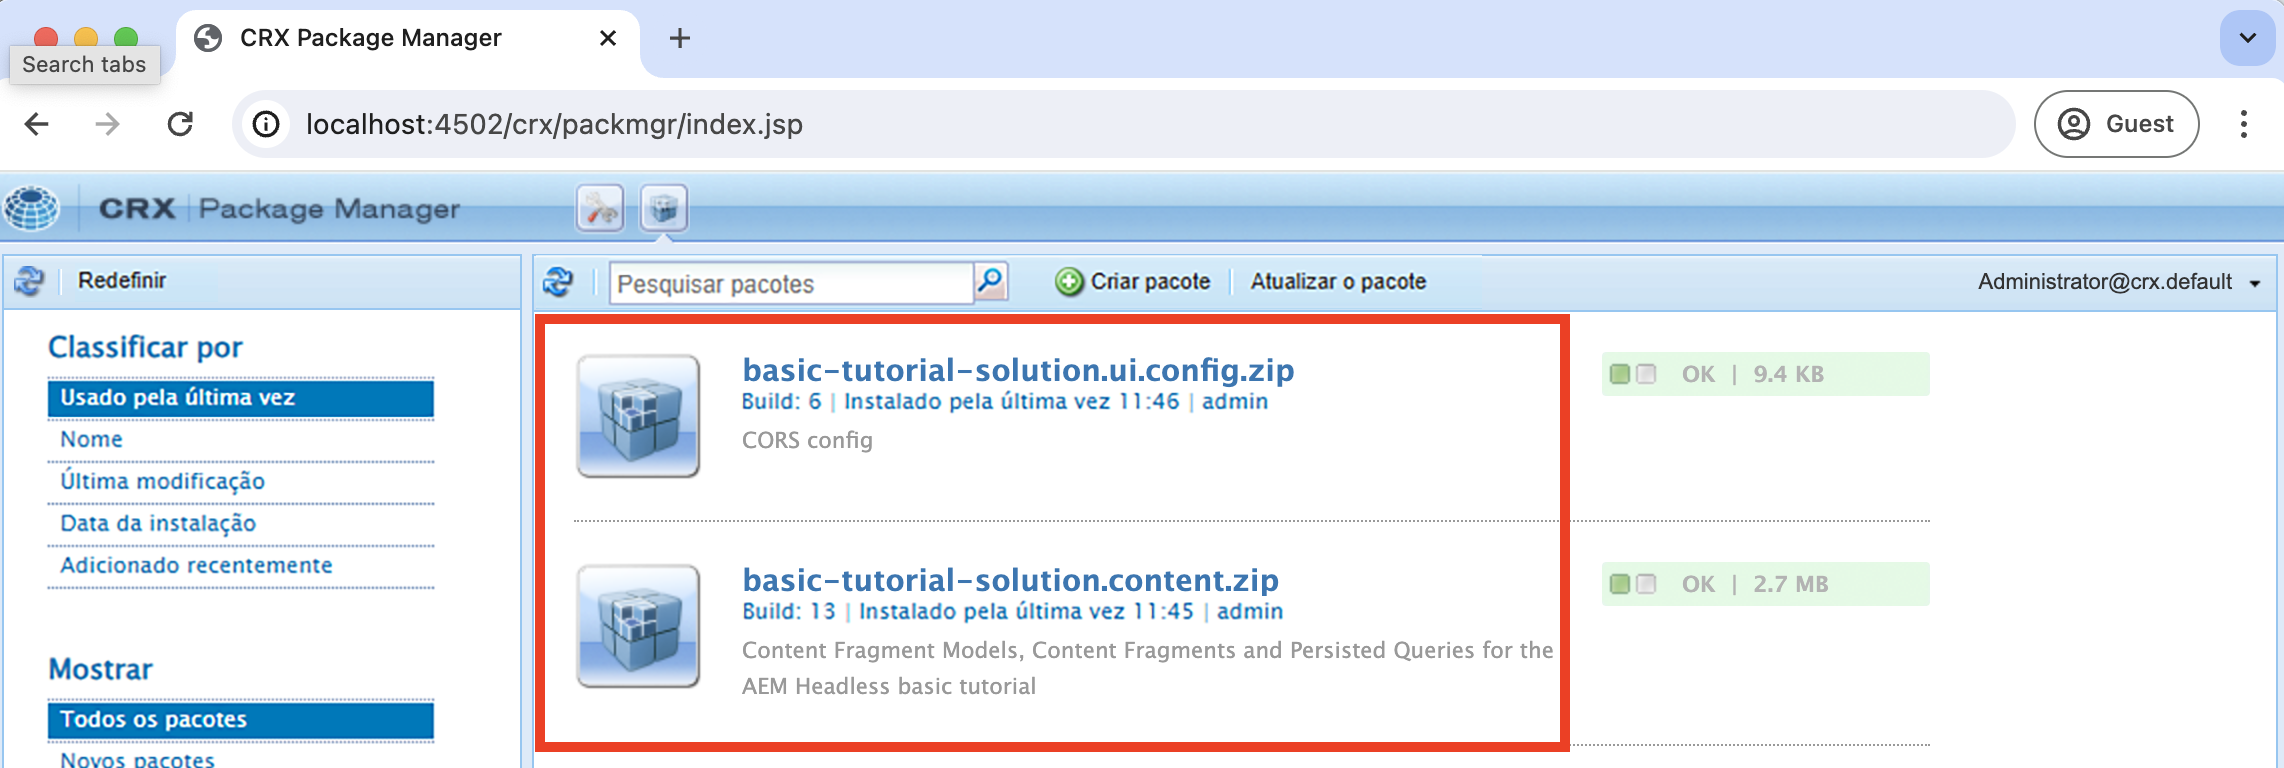 CRX Package Manager
Search tabs
localhost:4502/crx/packmgr/index.jsp
Guest
CRX | Package Manager
Redefinir
Pesquisar pacotes
Criar pacote
Atualizar o pacote
Administrator@crx.default
Classificar por
Usado pela última vez
Nome
Última modificação
Data da instalação
Adicionado recentemente
Mostrar
Todos os pacotes
Novos pacotes
basic-tutorial-solution.ui.config.zip
Build: 6 | Instalado pela última vez 11:46 | admin
CORS config
OK | 9.4 KB
basic-tutorial-solution.content.zip
Build: 13 | Instalado pela última vez 11:45 | admin
Content Fragment Models, Content Fragments and Persisted Queries for the
AEM Headless basic tutorial
OK | 2.7 MB